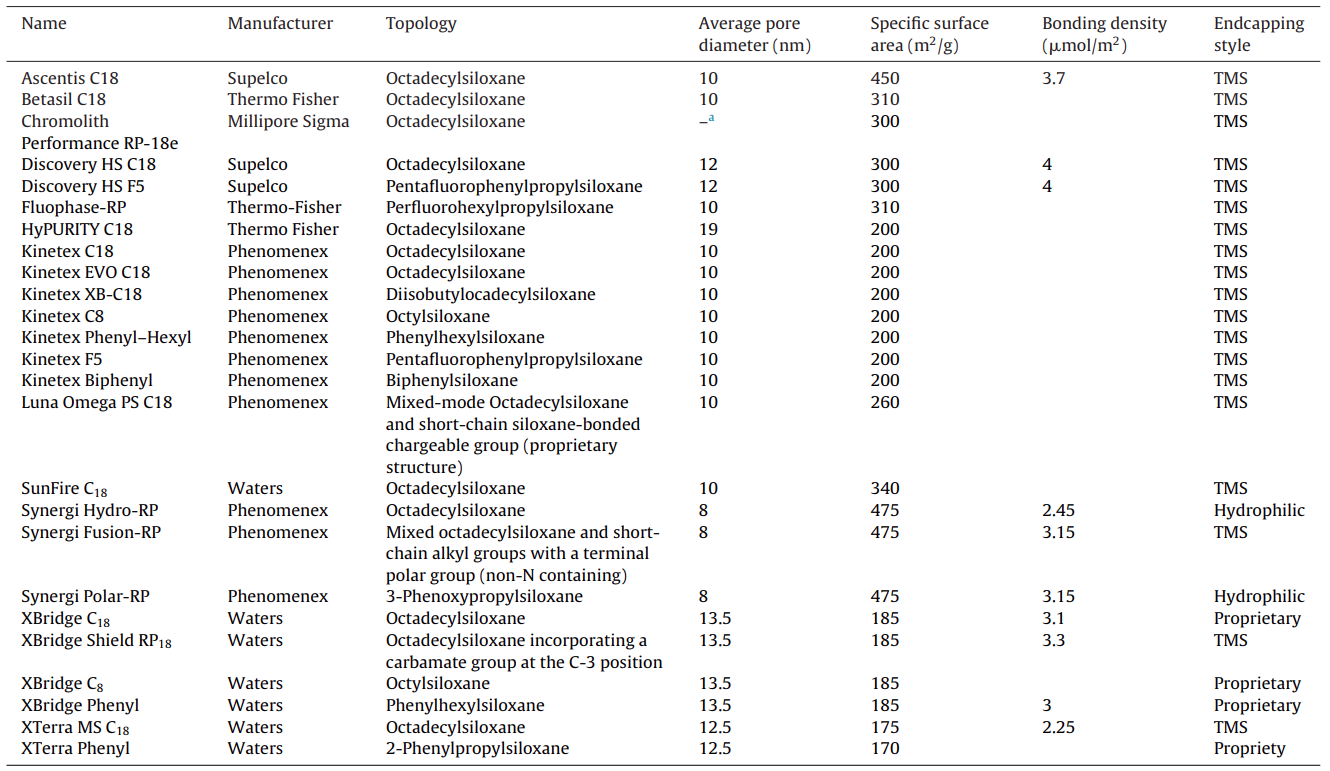 Name Manufacturer Topology Average pore Specific surface Bonding density Endcapping
diameter (nm) area (m2/g) (μmol/m2) style
Ascentis C18 Supelco Octadecylsiloxane 10 450 3.7 TMS
Betasil C18 Thermo Fisher Octadecylsiloxane 10 310 TMS
Chromolith Millipore Sigma Octadecylsiloxane –a 300 TMS
Performance RP-18e
Discovery HS C18 Supelco Octadecylsiloxane 12 300 4 TMS
Discovery HS F5 Supelco Pentafluorophenylpropylsiloxane 12 300 4 TMS
Fluophase-RP Thermo-Fisher Perfluorohexylpropylsiloxane 10 310 TMS
HyPURITY C18 Thermo Fisher Octadecylsiloxane 19 200 TMS
Kinetex C18 Phenomenex Octadecylsiloxane 10 200 TMS
Kinetex EVO C18 Phenomenex Octadecylsiloxane 10 200 TMS
Kinetex XB-C18 Phenomenex Diisobutylocadecylsiloxane 10 200 TMS
Kinetex C8 Phenomenex Octylsiloxane 10 200 TMS
Kinetex Phenyl–Hexyl Phenomenex Phenylhexylsiloxane 10 200 TMS
Kinetex F5 Phenomenex Pentafluorophenylpropylsiloxane 10 200 TMS
Kinetex Biphenyl Phenomenex Biphenylsiloxane 10 200 TMS
Luna Omega PS C18 Phenomenex Mixed-mode Octadecylsiloxane 10 260 TMS
and short-chain siloxane-bonded
chargeable group (proprietary
structure)
SunFire C18 Waters Octadecylsiloxane 10 340 TMS
Synergi Hydro-RP Phenomenex Octadecylsiloxane 8 475 2.45 Hydrophilic
Synergi Fusion-RP Phenomenex Mixed octadecylsiloxane and short- 8 475 3.15 TMS
chain alkyl groups with a terminal
polar group (non-N containing)
Synergi Polar-RP Phenomenex 3-Phenoxypropylsiloxane 8 475 3.15 Hydrophilic
XBridge C18 Waters Octadecylsiloxane 13.5 185 3.1 Proprietary
XBridge Shield RP18 Waters Octadecylsiloxane incorporating a 13.5 185 3.3 TMS
carbamate group at the C-3 position
XBridge C8 Waters Octylsiloxane 13.5 185 Proprietary
XBridge Phenyl Waters Phenylhexylsiloxane 13.5 185 3 Proprietary
XTerra MS C18 Waters Octadecylsiloxane 12.5 175 2.25 TMS
XTerra Phenyl Waters 2-Phenylpropylsiloxane 12.5 170 Propriety